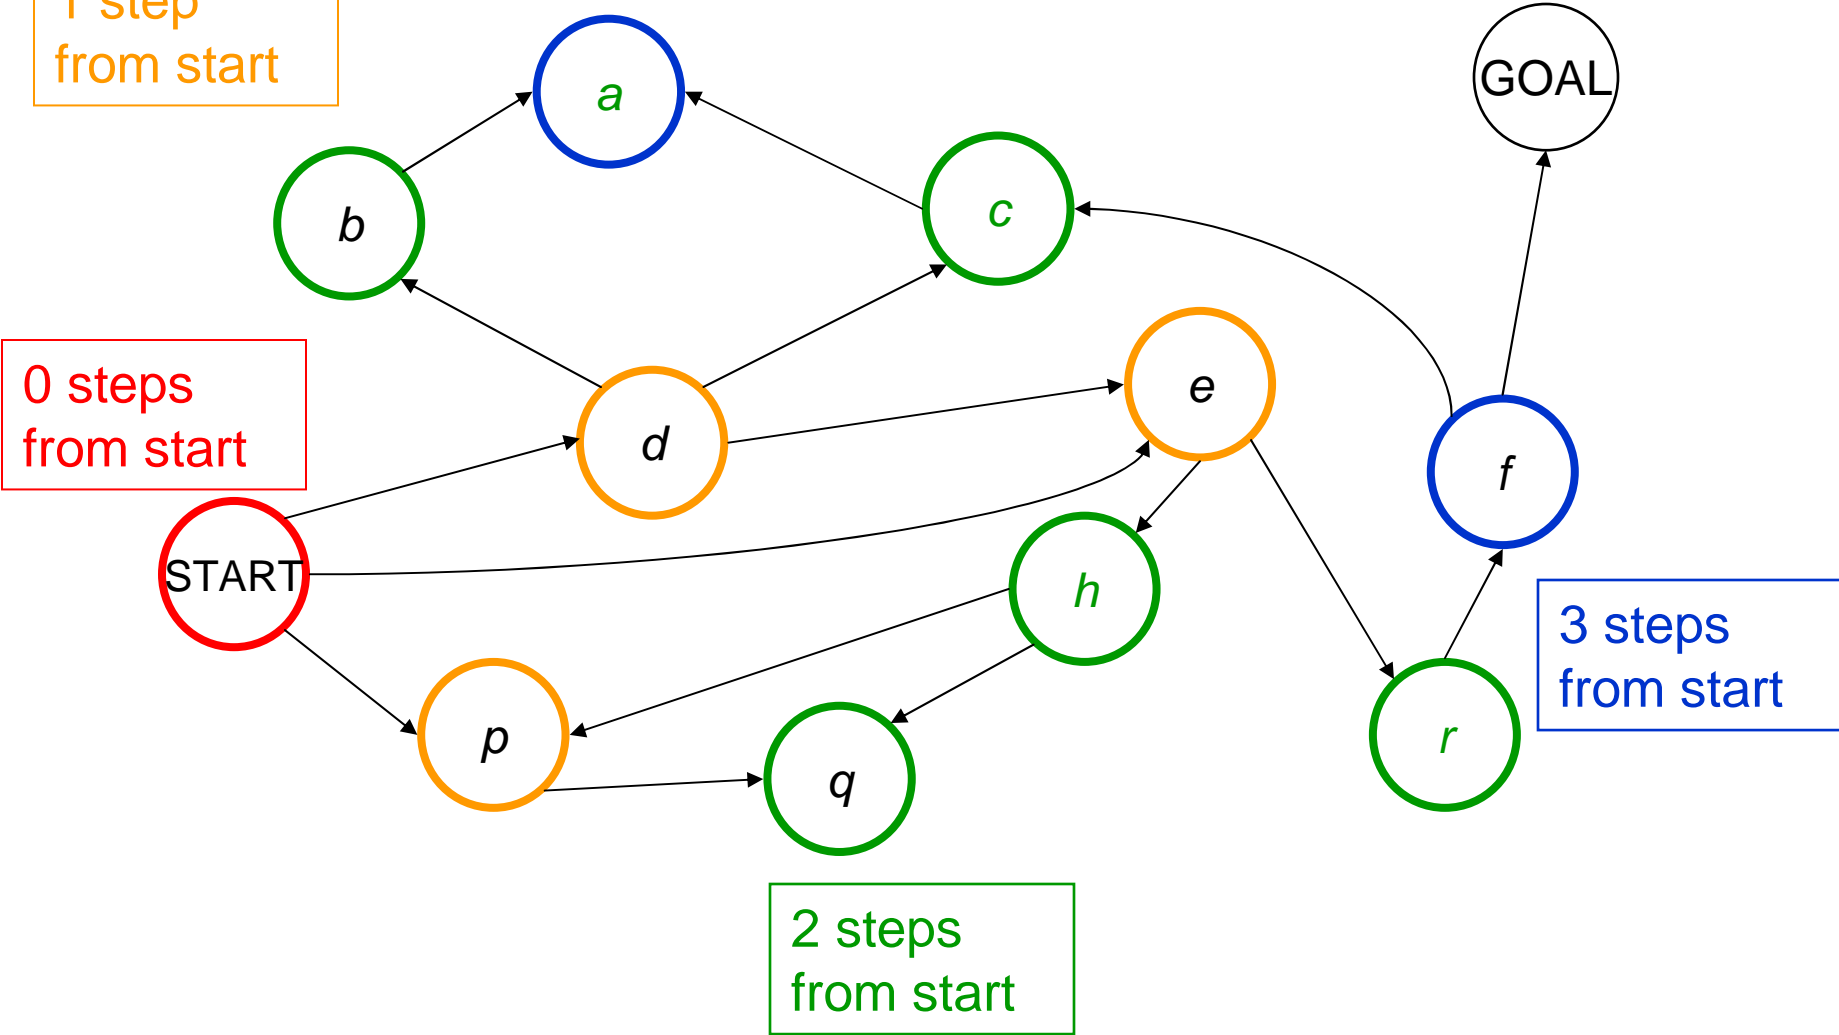 1 step
from start
a
GOAL
b
c
0 steps
from start
e
d
f
START
h
3 steps
from start
p
q
r
2 steps
from start